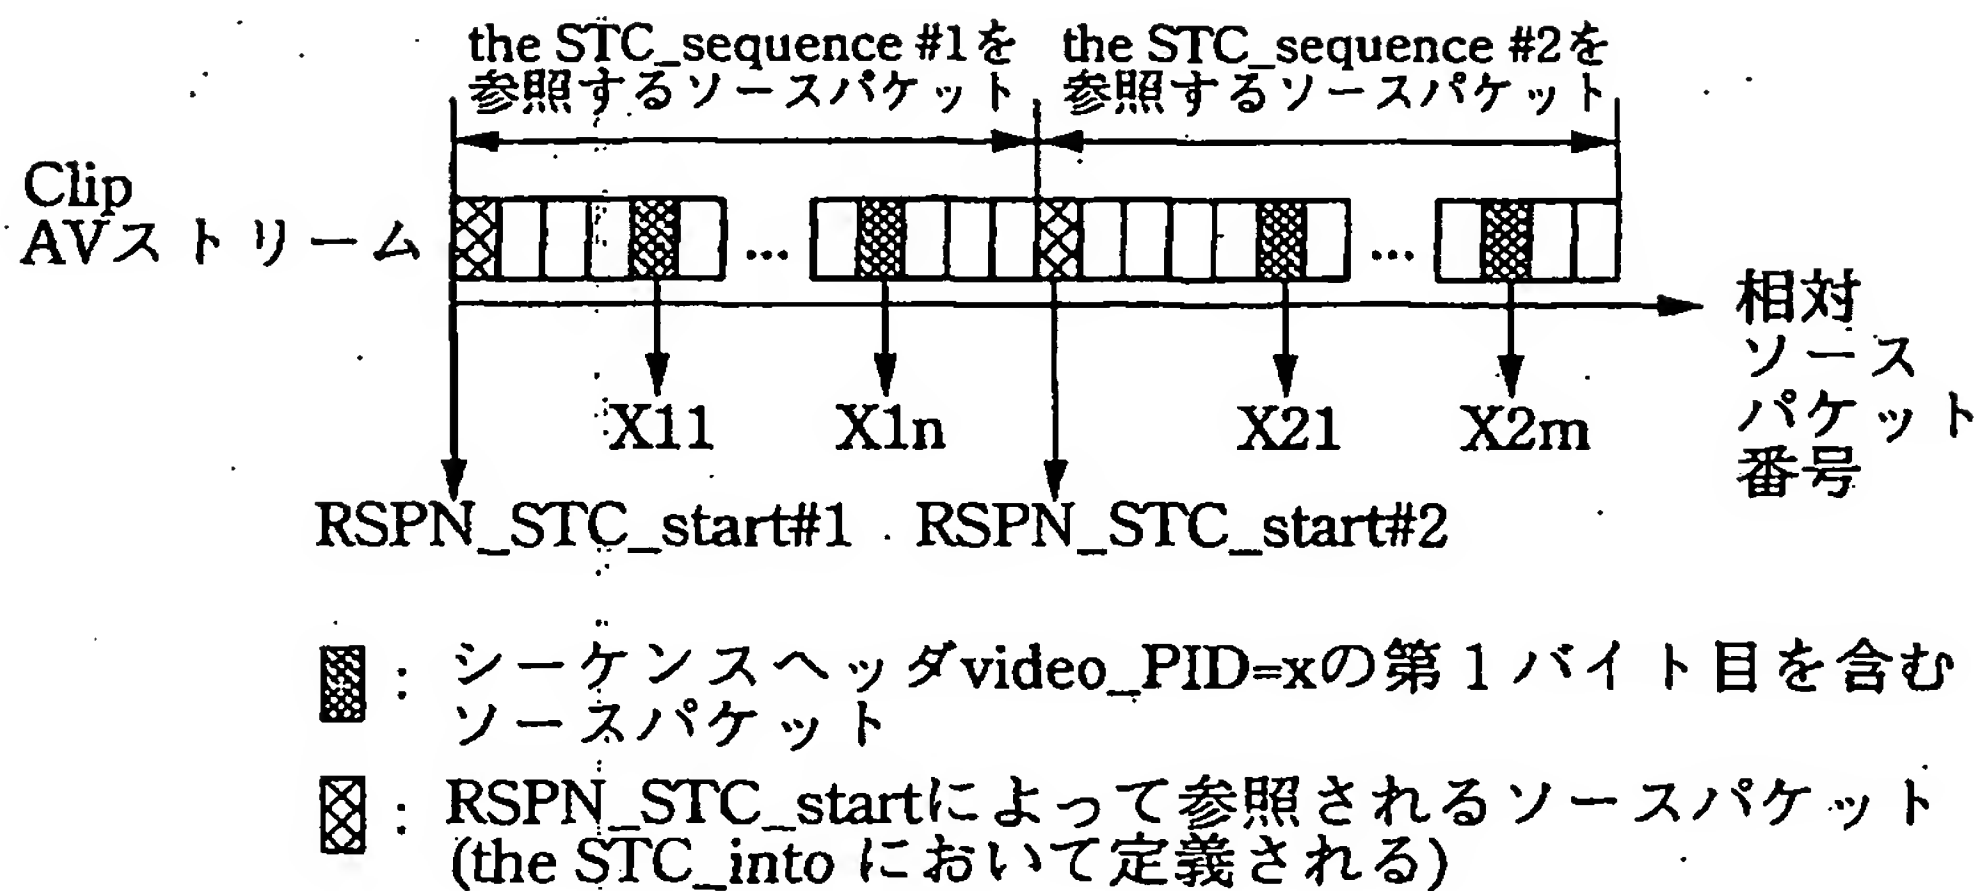 the STC_sequence #1を
参照するソースパケット
the STC_sequence #2を
参照するソースパケット
Clip
AVストリーム
...
...
相対
ソース
パケット
番号
X11
X1n
X21
X2m
RSPN_STC_start#1
RSPN_STC_start#2
: シーケンスヘッダvideo_PID=xの第1バイト目を含む
ソースパケット
: RSPN_STC_startによって参照されるソースパケット
(the STC_into において定義される)